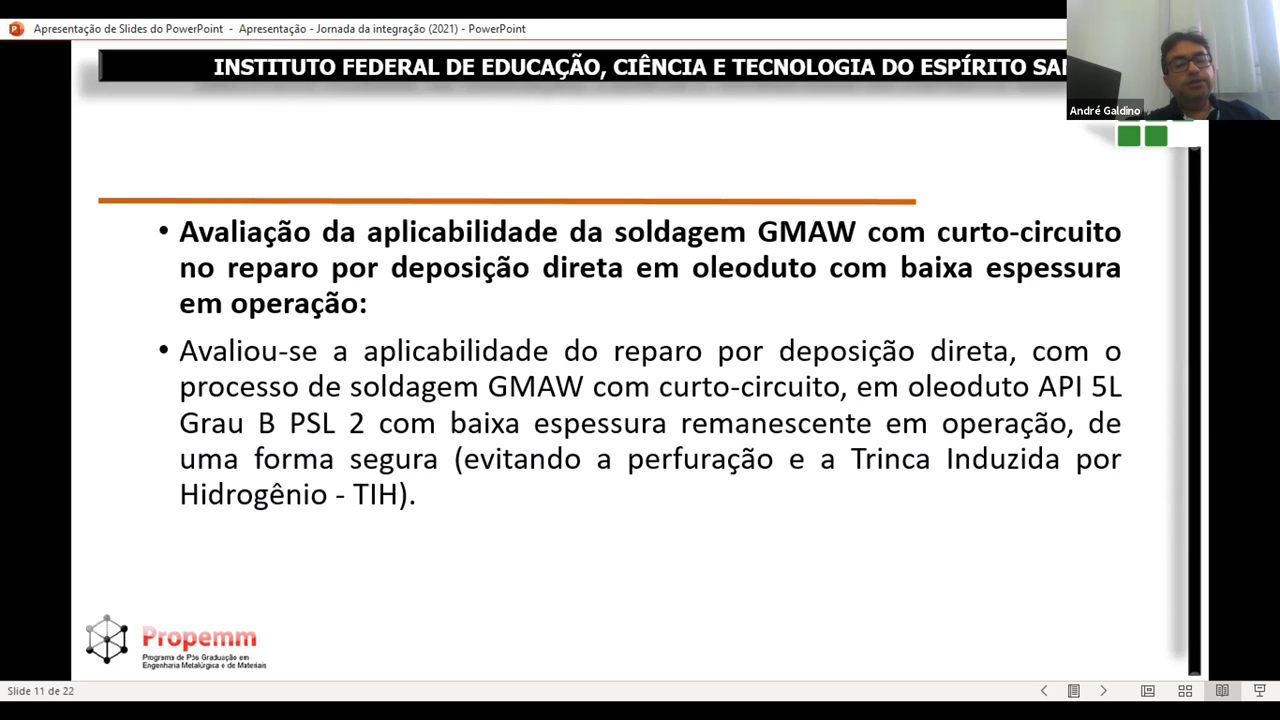 Apresentação de Slides do PowerPoint - Apresentação - Jornada da integração (2021) - PowerPoint
INSTITUTO FEDERAL DE EDUCAÇÃO, CIÊNCIA E TECNOLOGIA DO ESPÍRITO SAN
André Galdino
• Avaliação da aplicabilidade da soldagem GMAW com curto-circuito
no reparo por deposição direta em oleoduto com baixa espessura
em operação:
• Avaliou-se a aplicabilidade do reparo por deposição direta, com o
processo de soldagem GMAW com curto-circuito, em oleoduto API 5L
Grau B PSL 2 com baixa espessura remanescente em operação, de
uma forma segura (evitando a perfuração e a Trinca Induzida por
Hidrogênio - TIH).
Propemm
Programa de Pós Graduação em
Engenharia Metalúrgica e de Materiais
Slide 11 de 22